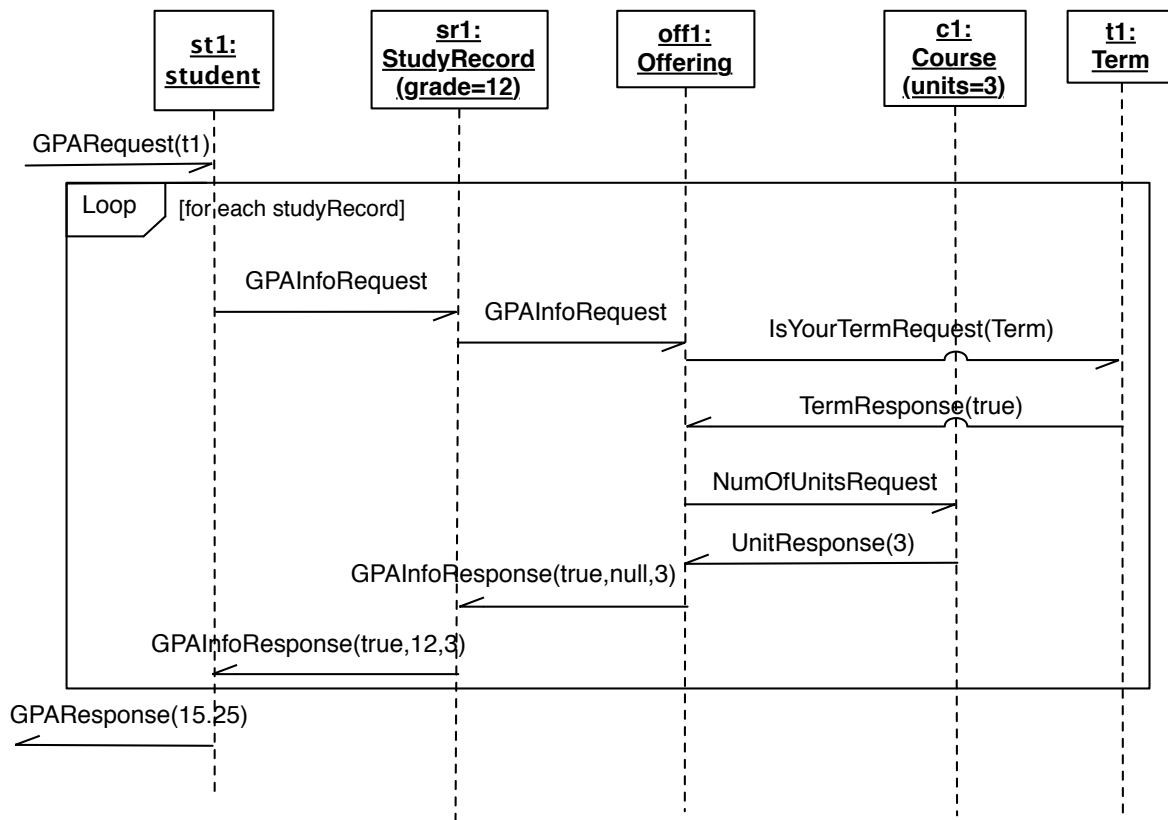 st1:
student
sr1:
StudyRecord
(grade=12)
off1:
Offering
c1:
Course
(units=3)
t1:
Term
GPARequest(t1)
Loop
[for each studyRecord]
GPAInfoRequest
GPAInfoRequest
IsYourTermRequest(Term)
TermResponse(true)
NumOfUnitsRequest
UnitResponse(3)
GPAInfoResponse(true,null,3)
GPAInfoResponse(true,12,3)
GPAResponse(15.25)